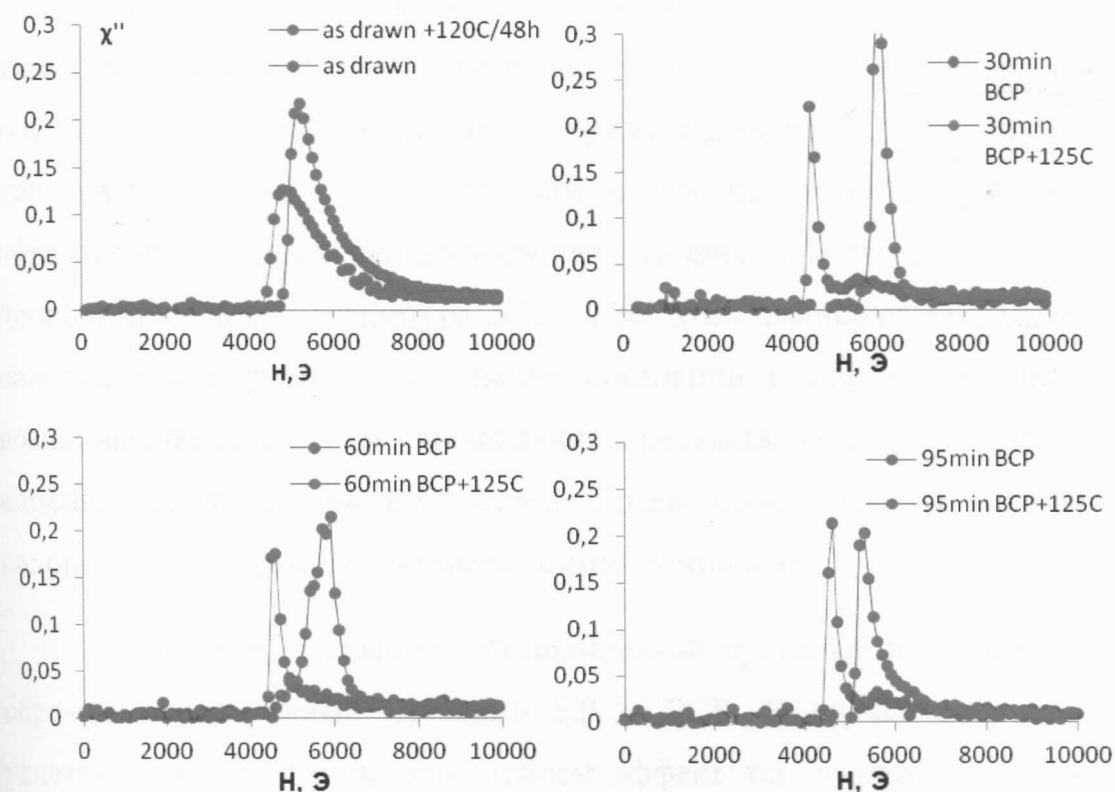 χ''
0,3
0,25
0,2
0,15
0,1
0,05
0
0 2000 4000 6000 8000 10000
H, Э
as drawn +120C/48h
as drawn
0,3
0,25
0,2
0,15
0,1
0,05
0
0 2000 4000 6000 8000 10000
H, Э
30min
BCP
30min
BCP+125C
0,3
0,25
0,2
0,15
0,1
0,05
0
0 2000 4000 6000 8000 10000
H, Э
60min BCP
60min BCP+125C
0,3
0,25
0,2
0,15
0,1
0,05
0
0 2000 4000 6000 8000 10000
H, Э
95min BCP
95min BCP+125C